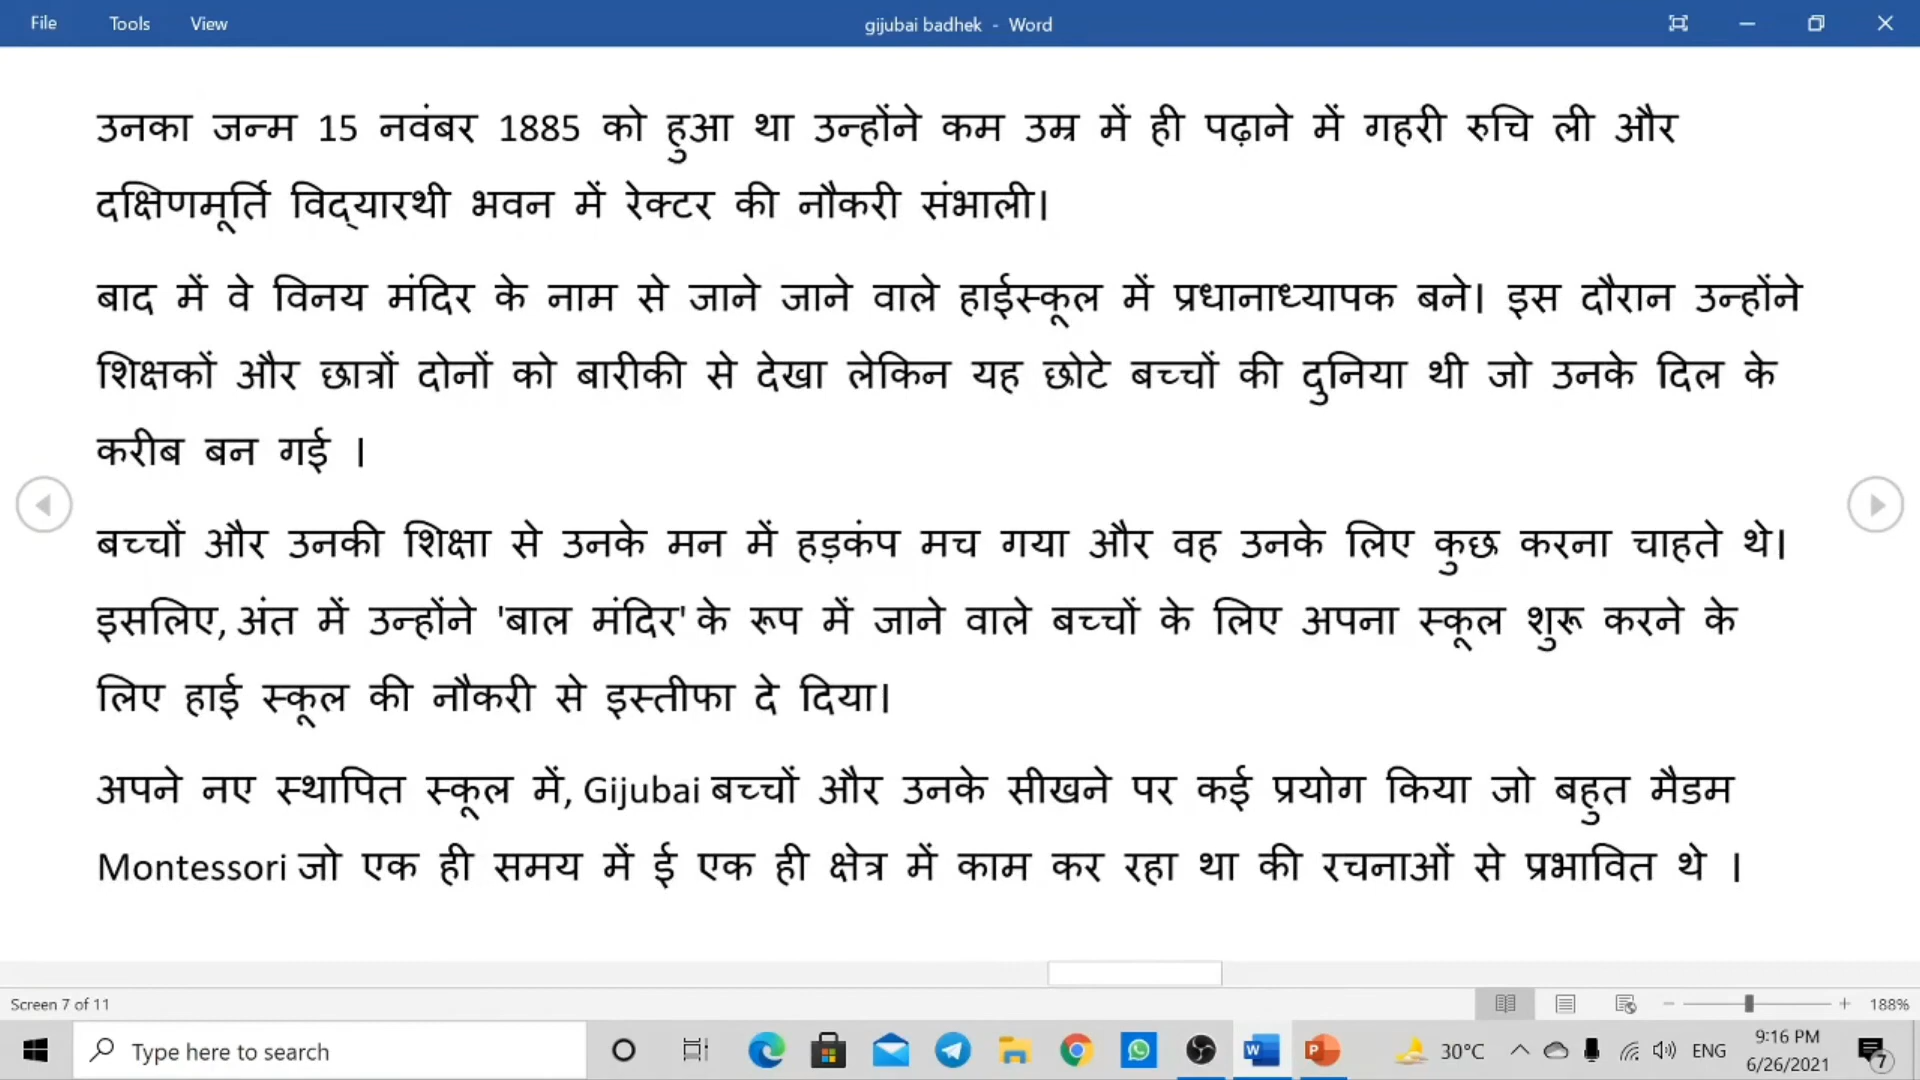 File Tools View gijubai badhek - Word
उनका जन्म 15 नवंबर 1885 को हुआ था उन्होंने कम उम्र में ही पढ़ाने में गहरी रुचि ली और
दक्षिणमूर्ति विद्यारथी भवन में रेक्टर की नौकरी संभाली।
बाद में वे विनय मंदिर के नाम से जाने जाने वाले हाईस्कूल में प्रधानाध्यापक बने। इस दौरान उन्होंने
शिक्षकों और छात्रों दोनों को बारीकी से देखा लेकिन यह छोटे बच्चों की दुनिया थी जो उनके दिल के
करीब बन गई ।
बच्चों और उनकी शिक्षा से उनके मन में हड़कंप मच गया और वह उनके लिए कुछ करना चाहते थे।
इसलिए, अंत में उन्होंने 'बाल मंदिर' के रूप में जाने वाले बच्चों के लिए अपना स्कूल शुरू करने के
लिए हाई स्कूल की नौकरी से इस्तीफा दे दिया।
अपने नए स्थापित स्कूल में, Gijubai बच्चों और उनके सीखने पर कई प्रयोग किया जो बहुत मैडम
Montessori जो एक ही समय में ई एक ही क्षेत्र में काम कर रहा था की रचनाओं से प्रभावित थे ।
Screen 7 of 11 188%
Type here to search 30°C ENG 9:16 PM
6/26/2021 7